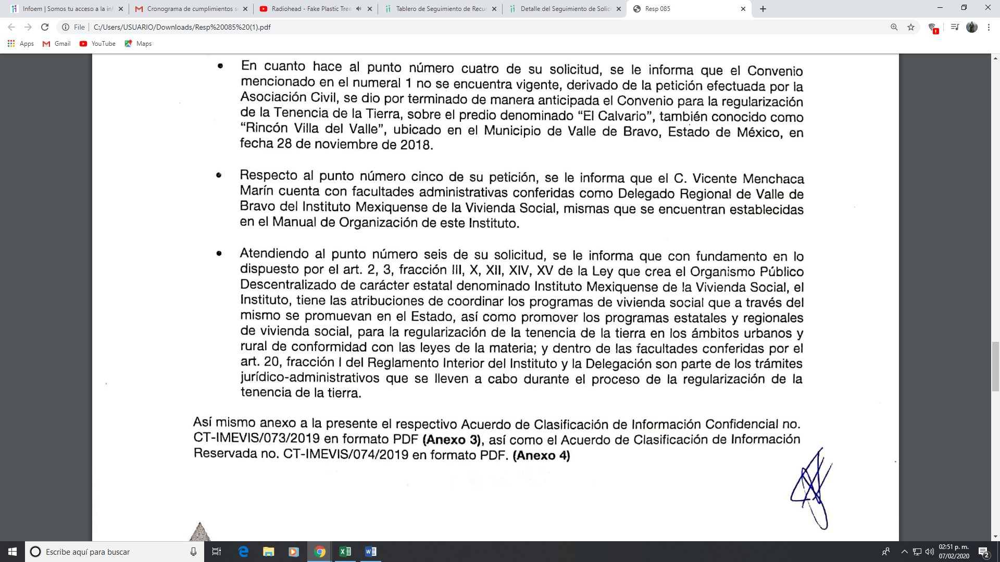 Infoem | Somos tu acceso a la inf
Cronograma de cumplimientos s
Radiohead - Fake Plastic Tree
Tablero de Seguimiento de Recur
Detalle del Seguimiento de Solici
Resp 085
File
C:/Users/USUARIO/Downloads/Resp%20085%20(1).pdf
Apps
Gmail
YouTube
Maps
• En cuanto hace al punto número cuatro de su solicitud, se le informa que el Convenio
mencionado en el numeral 1 no se encuentra vigente, derivado de la petición efectuada por la
Asociación Civil, se dio por terminado de manera anticipada el Convenio para la regularización
de la Tenencia de la Tierra, sobre el predio denominado “El Calvario”, también conocido como
“Rincón Villa del Valle”, ubicado en el Municipio de Valle de Bravo, Estado de México, en
fecha 28 de noviembre de 2018.
• Respecto al punto número cinco de su petición, se le informa que el C. Vicente Menchaca
Marín cuenta con facultades administrativas conferidas como Delegado Regional de Valle de
Bravo del Instituto Mexiquense de la Vivienda Social, mismas que se encuentran establecidas
en el Manual de Organización de este Instituto.
• Atendiendo al punto número seis de su solicitud, se le informa que con fundamento en lo
dispuesto por el art. 2, 3, fracción III, X, XII, XIV, XV de la Ley que crea el Organismo Público
Descentralizado de carácter estatal denominado Instituto Mexiquense de la Vivienda Social, el
Instituto, tiene las atribuciones de coordinar los programas de vivienda social que a través del
mismo se promuevan en el Estado, así como promover los programas estatales y regionales
de vivienda social, para la regularización de la tenencia de la tierra en los ámbitos urbanos y
rural de conformidad con las leyes de la materia; y dentro de las facultades conferidas por el
art. 20, fracción I del Reglamento Interior del Instituto y la Delegación son parte de los trámites
jurídico-administrativos que se lleven a cabo durante el proceso de la regularización de la
tenencia de la tierra.
Así mismo anexo a la presente el respectivo Acuerdo de Clasificación de Información Confidencial no.
CT-IMEVIS/073/2019 en formato PDF (Anexo 3), así como el Acuerdo de Clasificación de Información
Reservada no. CT-IMEVIS/074/2019 en formato PDF. (Anexo 4)
Escribe aquí para buscar
02:51 p. m.
07/02/2020
2